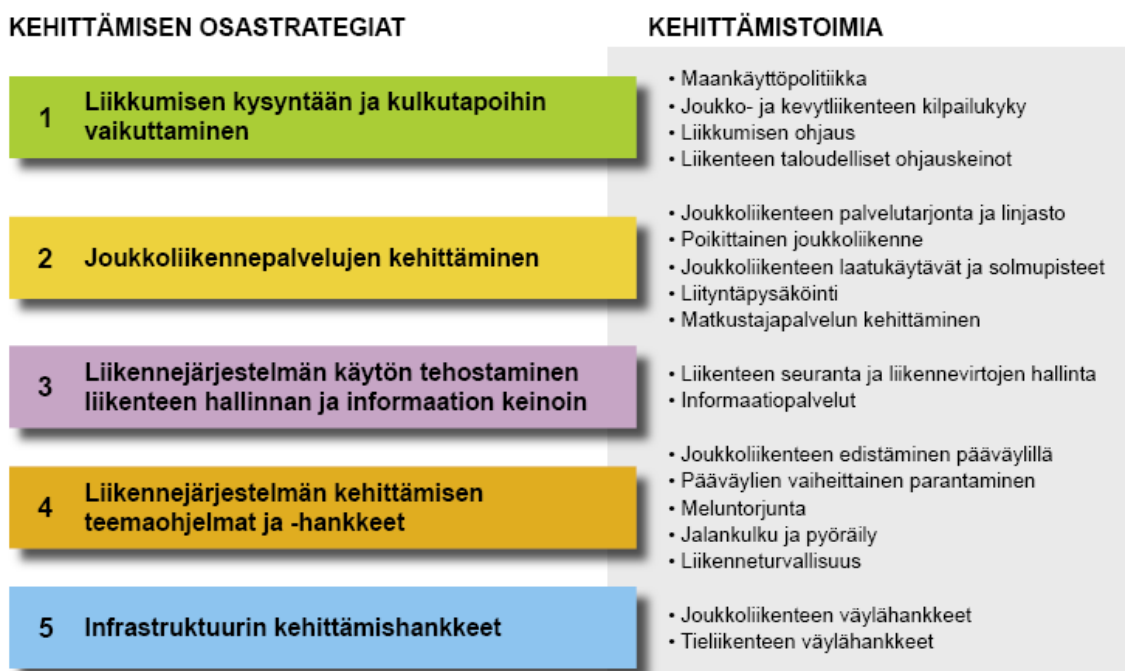 KEHITTÄMISEN OSASTRATEGIAT
KEHITTÄMISTOIMIA
1
Liikkumisen kysyntään ja kulkutapoihin
vaikuttaminen
• Maankäyttöpolitiikka
• Joukko- ja kevytliikenteen kilpailukyky
• Liikkumisen ohjaus
• Liikenteen taloudelliset ohjauskeinot
2 Joukkoliikennepalvelujen kehittäminen
• Joukkoliikenteen palvelutarjonta ja linjasto
• Poikittainen joukkoliikenne
• Joukkoliikenteen laatukäytävät ja solmupisteet
• Liityntäpysäköinti
• Matkustajapalvelun kehittäminen
3
Liikennejärjestelmän käytön tehostaminen
liikenteen hallinnan ja informaation keinoin
• Liikenteen seuranta ja liikennevirtojen hallinta
• Informaatiopalvelut
4
Liikennejärjestelmän kehittämisen
teemaohjelmat ja -hankkeet
• Joukkoliikenteen edistäminen pääväylillä
• Pääväylien vaiheittainen parantaminen
• Meluntorjunta
• Jalankulku ja pyöräily
• Liikenneturvallisuus
5 Infrastruktuurin kehittämishankkeet
• Joukkoliikenteen väylähankkeet
• Tieliikenteen väylähankkeet